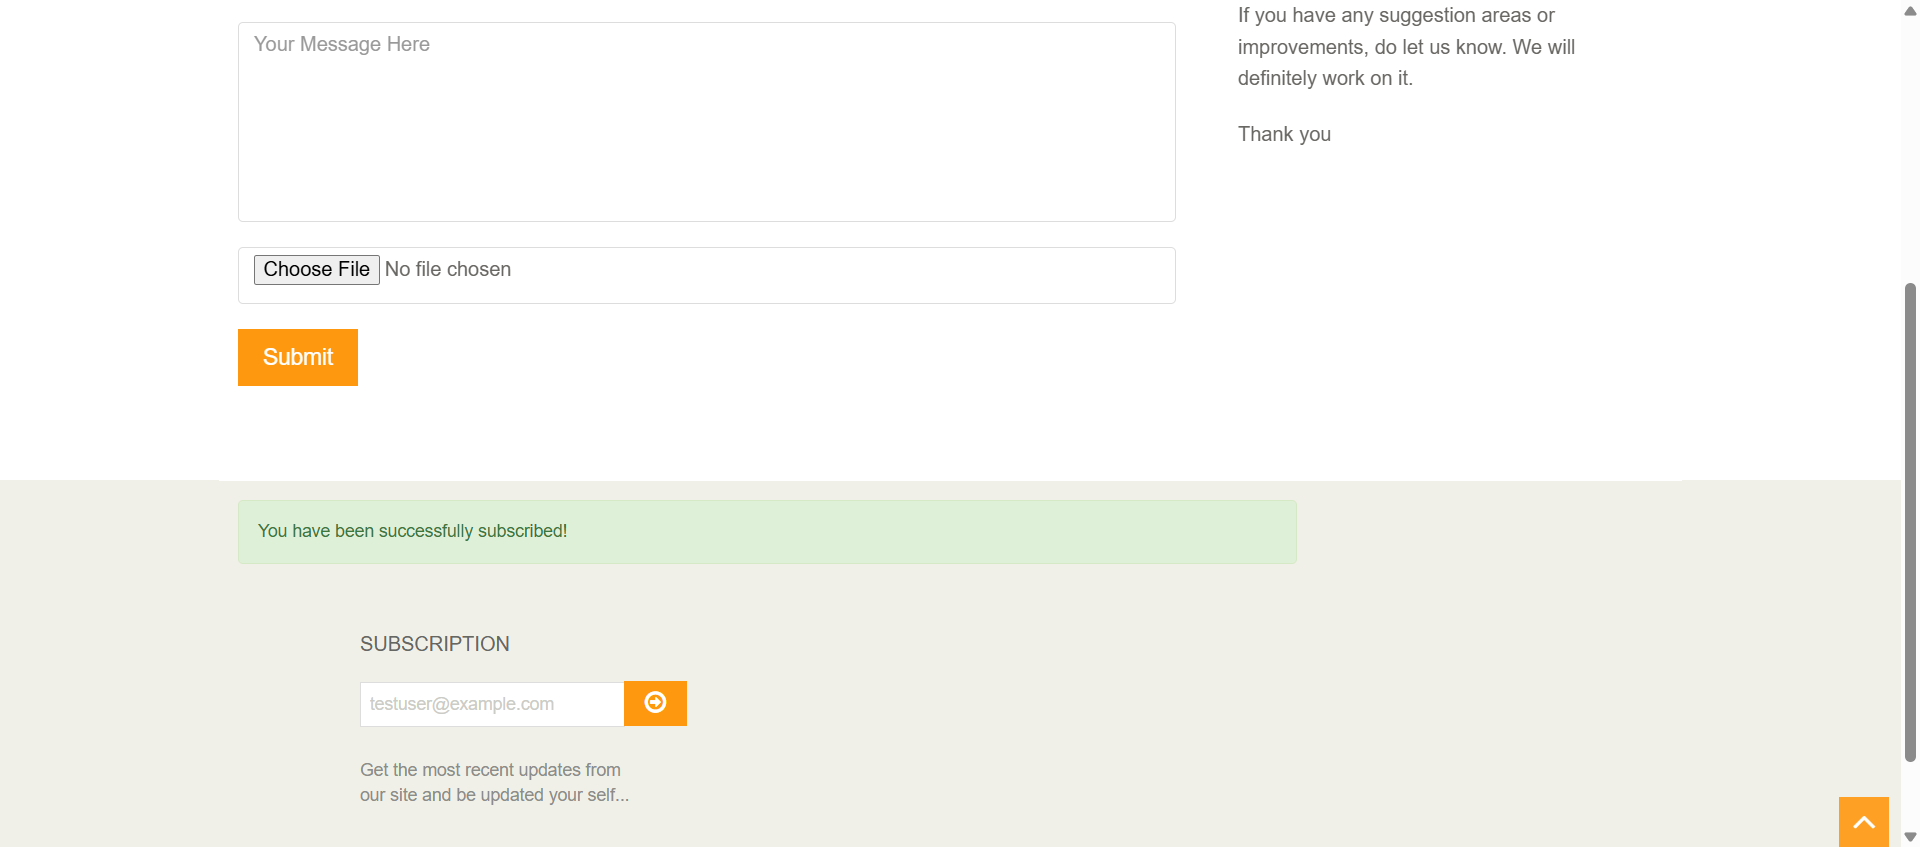 Your Message Here
Choose File No file chosen
Submit
If you have any suggestion areas or
improvements, do let us know. We will
definitely work on it.
Thank you
You have been successfully subscribed!
SUBSCRIPTION
testuser@example.com
Get the most recent updates from
our site and be updated your self...